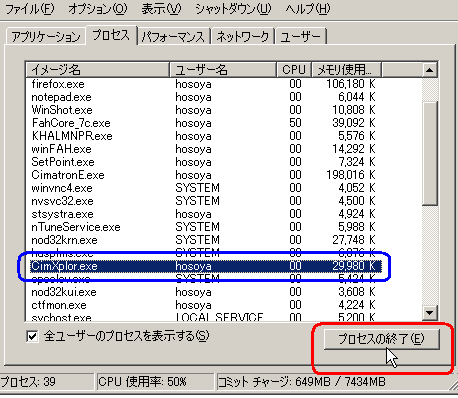 ファイル(F) オプション(O) 表示(V) シャットダウン(U) ヘルプ(H)
アプリケーション プロセス パフォーマンス ネットワーク ユーザー
イメージ名 ユーザー名 CPU メモリ使用...
firefox.exe hosoya 00 106,180 K
notepad.exe hosoya 00 6,044 K
WinShot.exe hosoya 00 10,808 K
FahCore_7c.exe hosoya 50 39,092 K
KHALMNPR.exe hosoya 00 5,576 K
winFAH.exe hosoya 00 14,292 K
SetPoint.exe hosoya 00 7,324 K
CimatronE.exe hosoya 00 198,016 K
winvnc4.exe SYSTEM 00 4,052 K
nvsvc32.exe SYSTEM 00 4,500 K
stsystra.exe hosoya 00 4,924 K
nTuneService.exe SYSTEM 00 5,988 K
nod32krn.exe SYSTEM 00 27,748 K
SYSTEM 00 K
CimXplor.exe hosoya 00 29,980 K
SYSTEM 00 5,424 K
nod32kui.exe hosoya 00 3,608 K
ctfmon.exe hosoya 00 4,224 K
svchost.exe LOCAL SERVICE 00 5,200 K
全ユーザーのプロセスを表示する(S) プロセスの終了(E)
プロセス: 39 CPU 使用率: 50% コミット チャージ: 649MB / 7434MB